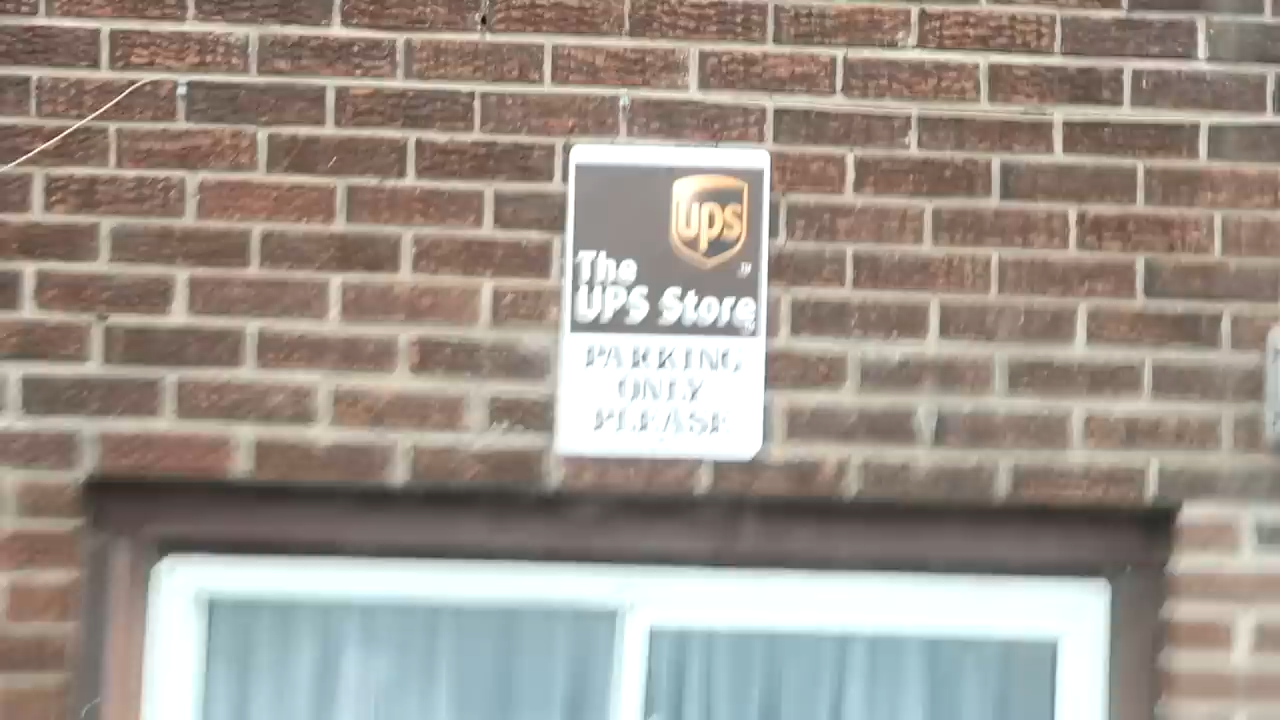 ups
The
UPS Store
PARKING
ONLY
PLEASE